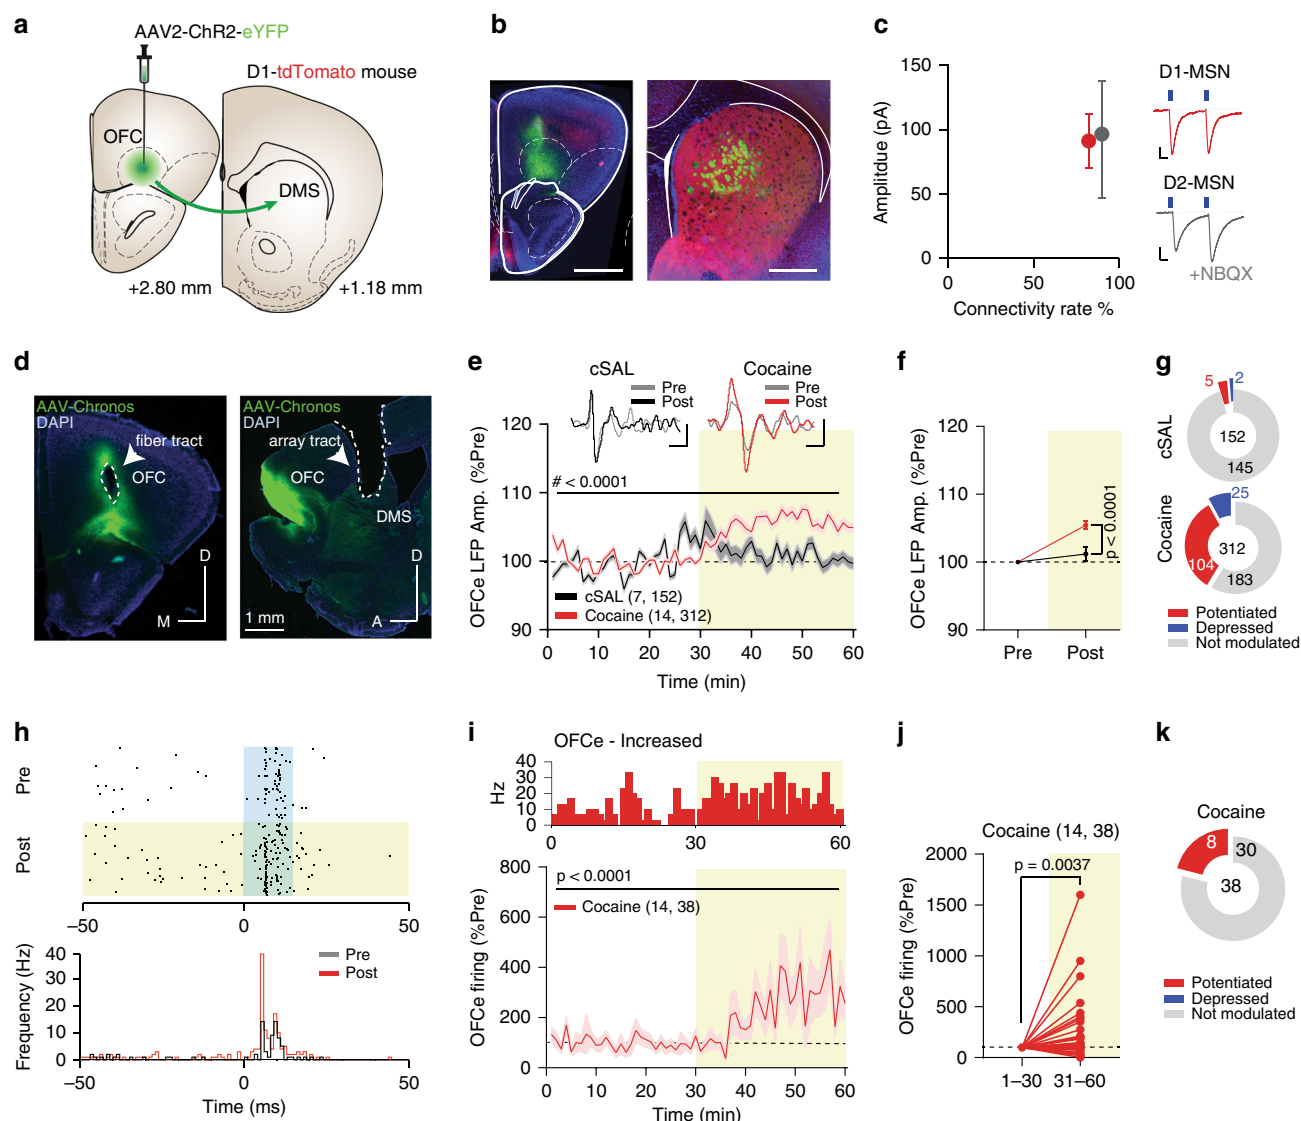 a
AAV2-ChR2-eYFP
D1-tdTomato mouse
OFC
DMS
+2.80 mm
+1.18 mm
b
c
150
100
50
0
Amplitdue (pA)
0
50
100
Connectivity rate %
D1-MSN
D2-MSN
+NBQX
d
AAV-Chronos
DAPI
fiber tract
OFC
D
M
AAV-Chronos
DAPI
array tract
OFC
DMS
D
A
1 mm
e
cSAL
Pre
Post
Cocaine
Pre
Post
120
110
100
90
OFCe LFP Amp. (%Pre)
# < 0.0001
cSAL (7, 152)
Cocaine (14, 312)
0
10
20
30
40
50
60
Time (min)
f
120
110
100
90
OFCe LFP Amp. (%Pre)
p < 0.0001
Pre
Post
g
cSAL
5
2
152
145
Cocaine
25
312
104
183
Potentiated
Depressed
Not modulated
h
Pre
Post
−50
0
50
Frequency (Hz)
40
30
20
10
0
Pre
Post
−50
0
50
Time (ms)
i
OFCe - Increased
Hz
40
30
20
10
0
0
30
60
800
600
400
200
0
OFCe firing (%Pre)
p < 0.0001
Cocaine (14, 38)
0
10
20
30
40
50
60
Time (min)
j
Cocaine (14, 38)
2000
1500
1000
500
0
OFCe firing (%Pre)
p = 0.0037
1–30
31–60
k
Cocaine
8
30
38
Potentiated
Depressed
Not modulated